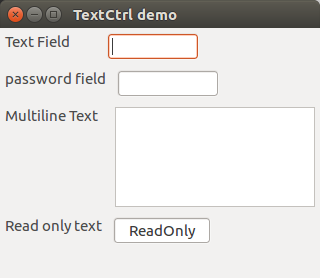 TextCtrl demo
Text Field
password field
Multiline Text
Read only text ReadOnly